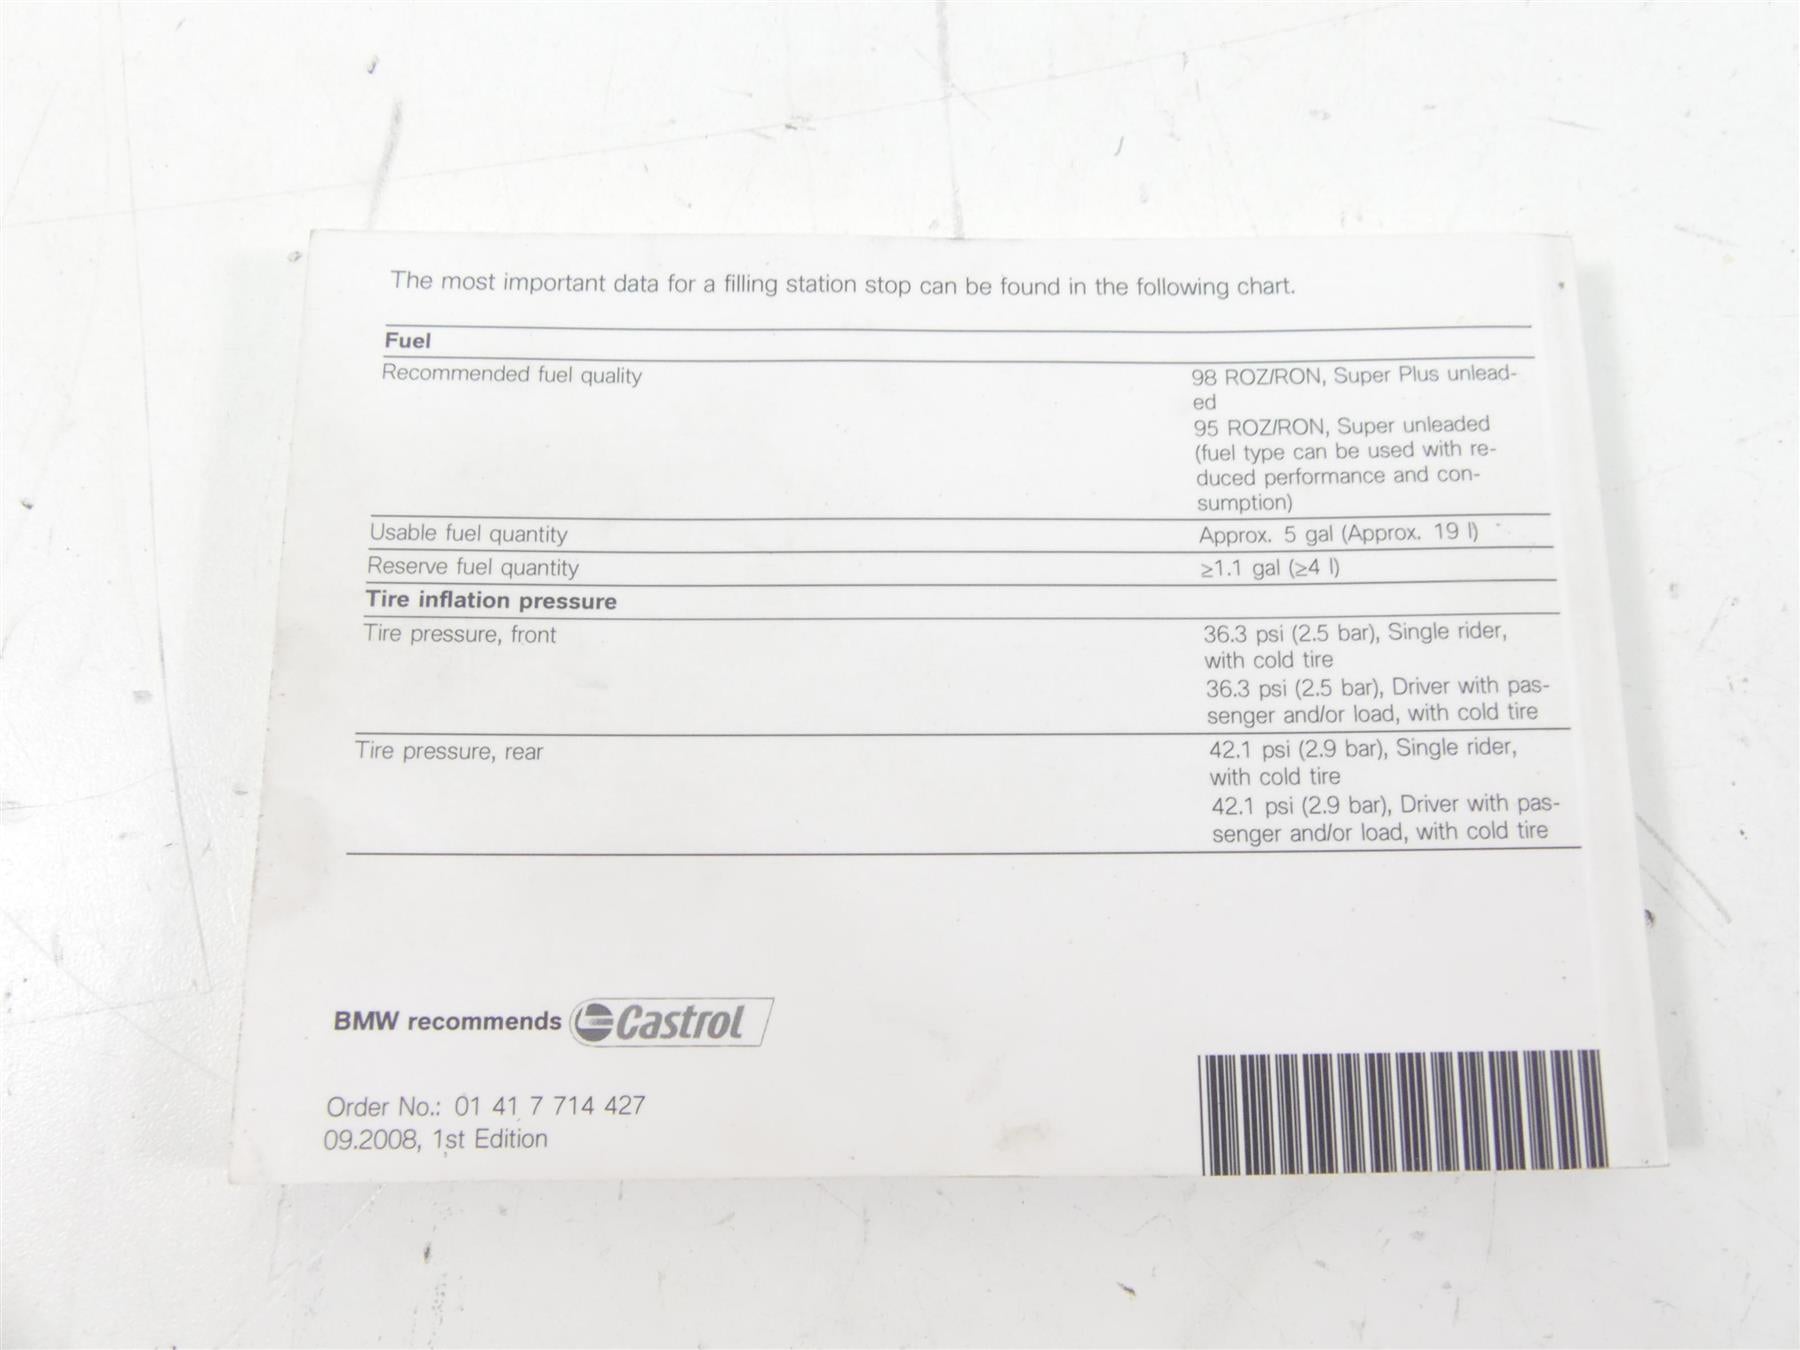 The most important data for a filling station stop can be found in the following chart.
Fuel
Recommended fuel quality
98 ROZ/RON, Super Plus unlead-
ed
95 ROZ/RON, Super unleaded
(fuel type can be used with re-
duced performance and con-
sumption)
Usable fuel quantity
Approx. 5 gal (Approx. 19 l)
Reserve fuel quantity
≥1.1 gal (≥4 l)
Tire inflation pressure
Tire pressure, front
36.3 psi (2.5 bar), Single rider,
with cold tire
36.3 psi (2.5 bar), Driver with pas-
senger and/or load, with cold tire
Tire pressure, rear
42.1 psi (2.9 bar), Single rider,
with cold tire
42.1 psi (2.9 bar), Driver with pas-
senger and/or load, with cold tire
BMW recommends Castrol
Order No.: 01 41 7 714 427
09.2008, 1st Edition